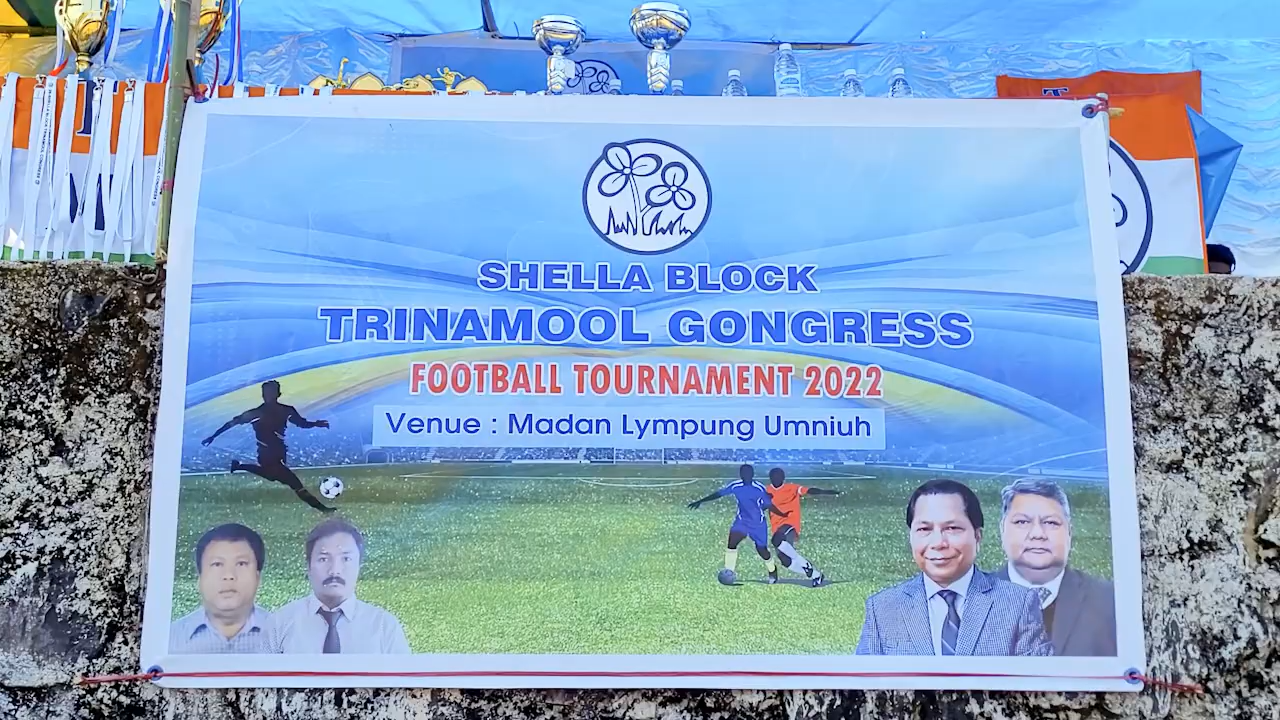 SHELLA BLOCK
TRINAMOOL GONGRESS
FOOTBALL TOURNAMENT 2022
Venue : Madan Lympung Umniuh